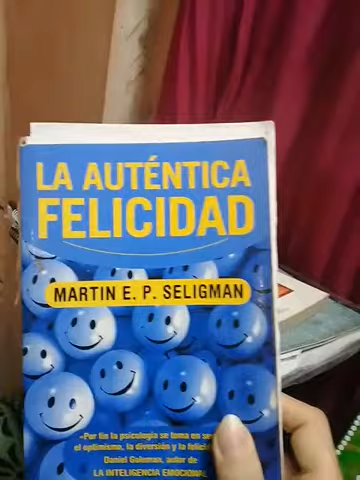 LA AUTÉNTICA
FELICIDAD
MARTIN E. P. SELIGMAN
«Por fin la psicología se toma en
el optimismo, la diversión y la
Daniel Goleman, autor de
LA INTELIGENCIA EMOCIONAL